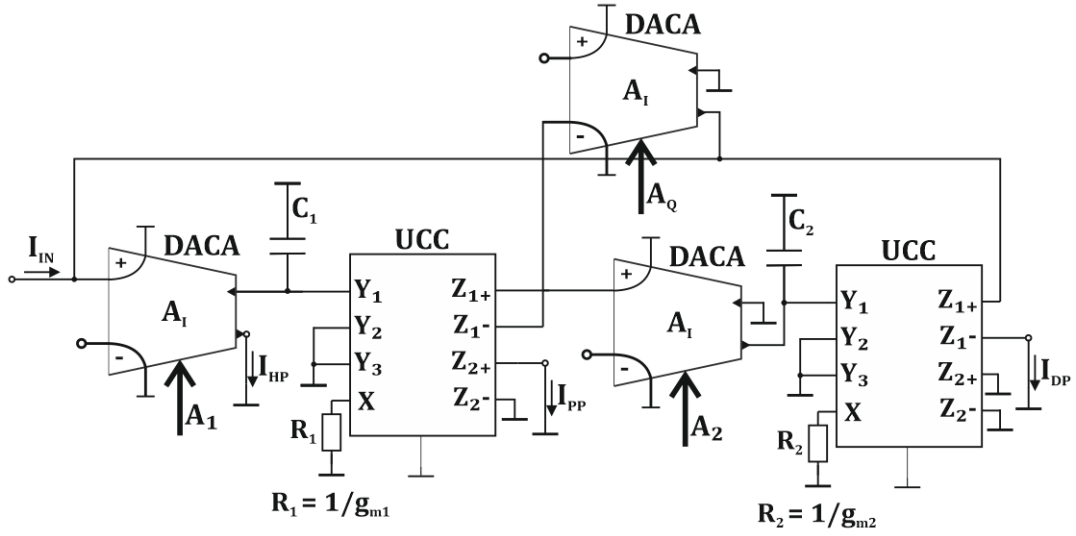 DACA
+
A_I
-
A_Q
C_1
I_IN
DACA
+
A_I
-
I_HP
A_1
UCC
Y_1
Y_2
Y_3
X
Z_1+
Z_1-
Z_2+
Z_2-
I_PP
R_1
R_1 = 1/g_m1
C_2
DACA
+
A_I
-
A_2
UCC
Y_1
Y_2
Y_3
X
Z_1+
Z_1-
Z_2+
Z_2-
I_DP
R_2
R_2 = 1/g_m2